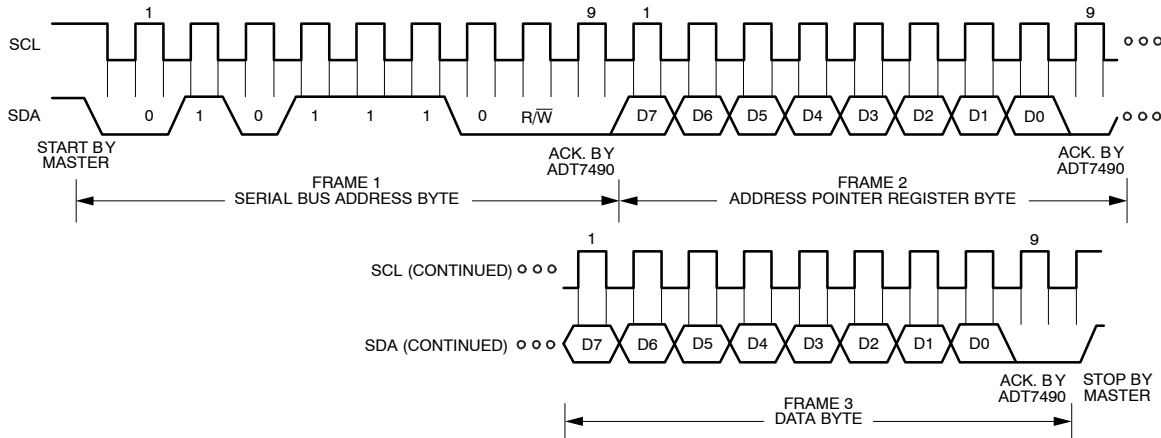 1 9 1 9
SCL
SDA 0 1 0 1 1 1 0 R/W̅ D7 D6 D5 D4 D3 D2 D1 D0
START BY
MASTER
ACK. BY
ADT7490
ACK. BY
ADT7490
FRAME 1
SERIAL BUS ADDRESS BYTE
FRAME 2
ADDRESS POINTER REGISTER BYTE
1 9
SCL (CONTINUED)
SDA (CONTINUED) D7 D6 D5 D4 D3 D2 D1 D0
ACK. BY
ADT7490
STOP BY
MASTER
FRAME 3
DATA BYTE